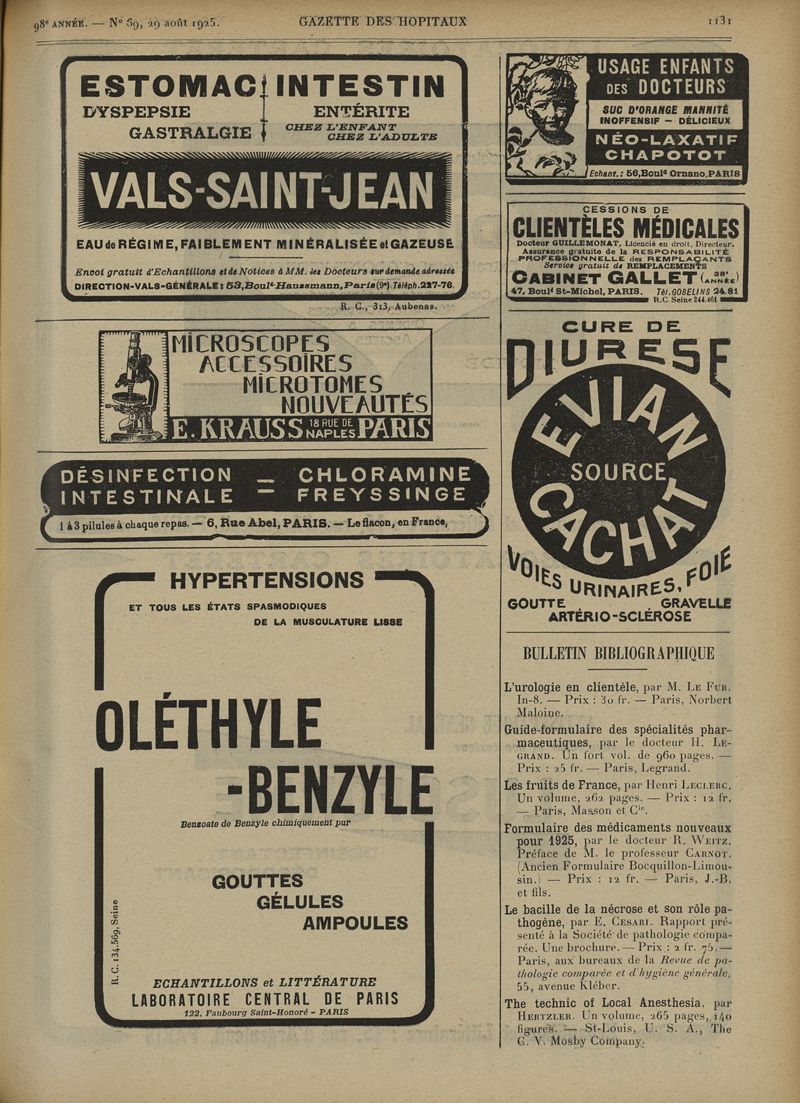 98e ANNÉE. — No 69, 29 août 1925.
GAZETTE DES HOPITAUX
1131
ESTOMAC INTESTIN
DYSPEPSIE
GASTRALGIE
ENTÉRITE
CHEZ L'ENFANT
CHEZ L'ADULTE
VALS-SAINT-JEAN
EAU de RÉGIME, FAIBLEMENT MINÉRALISÉE et GAZEUSE
Envoi gratuit d'Echantillons et de Notices à MM. les Docteurs sur demande adressée
DIRECTION-VALS-GÉNÉRALE: 53, Boulᵈ Haussmann, Paris (9ᵉ) Téléph. 227-76.
R. C., 313, Aubenas.
MICROSCOPES
ACCESSOIRES
MICROTOMES
NOUVEAUTÉS
E. KRAUSS 18 RUE DE NAPLES PARIS
DÉSINFECTION — CHLORAMINE
INTESTINALE — FREYSSINGE
1 à 3 pilules à chaque repas. — 6, Rue Abel, PARIS. — Le flacon, en France,
HYPERTENSIONS
ET TOUS LES ÉTATS SPASMODIQUES
DE LA MUSCULATURE LISSE
OLÉTHYLE
-BENZYLE
Benzoate de Benzyle chimiquement pur
GOUTTES
GÉLULES
AMPOULES
R. C. 134.569, Seine
ECHANTILLONS et LITTÉRATURE
LABORATOIRE CENTRAL DE PARIS
122, Faubourg Saint-Honoré - PARIS
USAGE ENFANTS
DES DOCTEURS
SUC D'ORANGE MANNITÉ
INOFFENSIF — DÉLICIEUX
NÉO-LAXATIF
CHAPOTOT
Echant.: 56, Boulᵈ Ornano, PARIS
CESSIONS DE
CLIENTÈLES MÉDICALES
Docteur GUILLEMONAT, Licencié en droit, Directeur.
Assurance gratuite de la RESPONSABILITÉ
PROFESSIONNELLE des REMPLAÇANTS
Service gratuit de REMPLACEMENTS
CABINET GALLET (38ᵉ ANNÉE)
47, Boulᵈ St-Michel, PARIS. Tél. GOBELINS 24.81
R.C. Seine 244.461
CURE DE
DIURESE
EVIAN
SOURCE
CACHAT
VOIES URINAIRES, FOIE
GOUTTE GRAVELLE
ARTÉRIO-SCLÉROSE
BULLETIN BIBLIOGRAPHIQUE
L'urologie en clientèle, par M. LE FUR.
In-8. — Prix : 30 fr. — Paris, Norbert
Maloine.
Guide-formulaire des spécialités phar-
maceutiques, par le docteur H. LE-
GRAND. Un fort vol. de 960 pages. —
Prix : 25 fr. — Paris, Legrand.
Les fruits de France, par Henri LECLERC.
Un volume, 262 pages. — Prix : 12 fr.
— Paris, Masson et Cie.
Formulaire des médicaments nouveaux
pour 1925, par le docteur R. WEITZ.
Préface de M. le professeur CARNOT.
(Ancien Formulaire Bocquillon-Limou-
sin.) — Prix : 12 fr. — Paris, J.-B.
et fils.
Le bacille de la nécrose et son rôle pa-
thogène, par E. CESARI. Rapport pré-
senté à la Société de pathologie compa-
rée. Une brochure. — Prix : 2 fr. 75. —
Paris, aux bureaux de la Revue de pa-
thologie comparée et d'hygiène générale,
55, avenue Kléber.
The technic of Local Anesthesia, par
HERTZLER. Un volume, 265 pages, 140
figures. — St-Louis, U. S. A., The
C. V. Mosby Company.